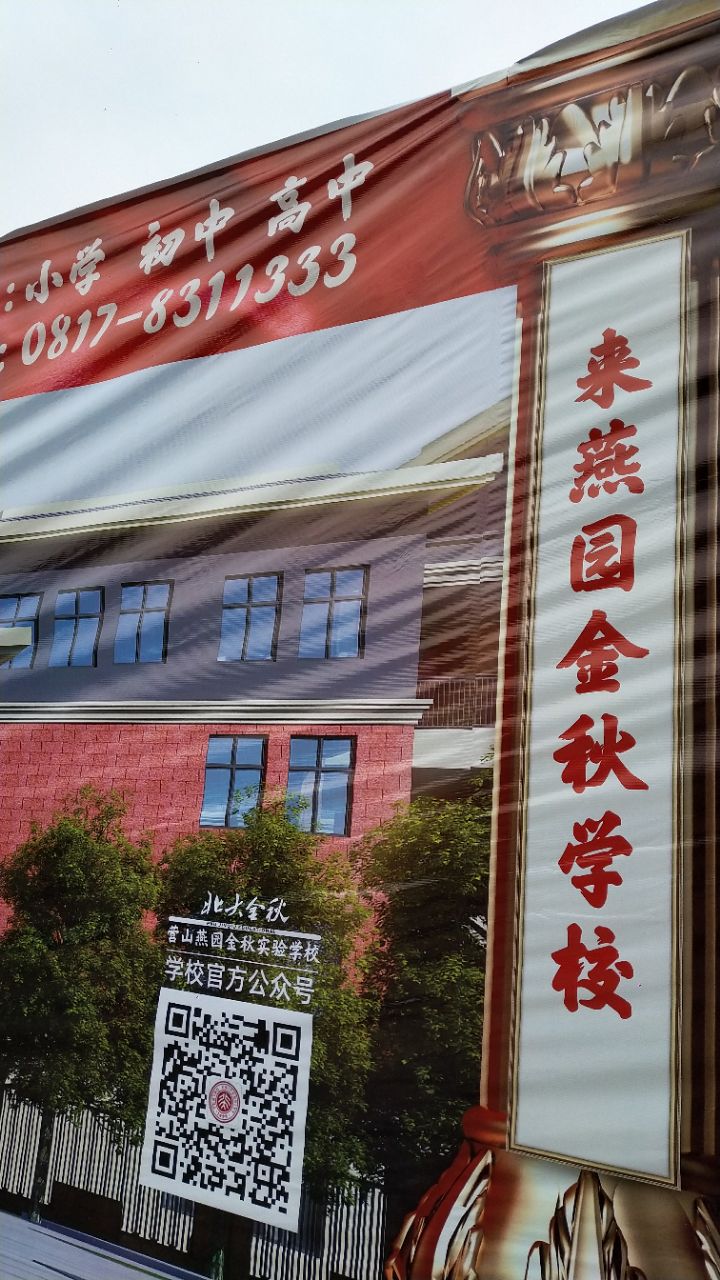 ：小学 初中 高中
：0817-8311333
来燕园金秋学校
北大金秋
营山燕园金秋实验学校
学校官方公众号